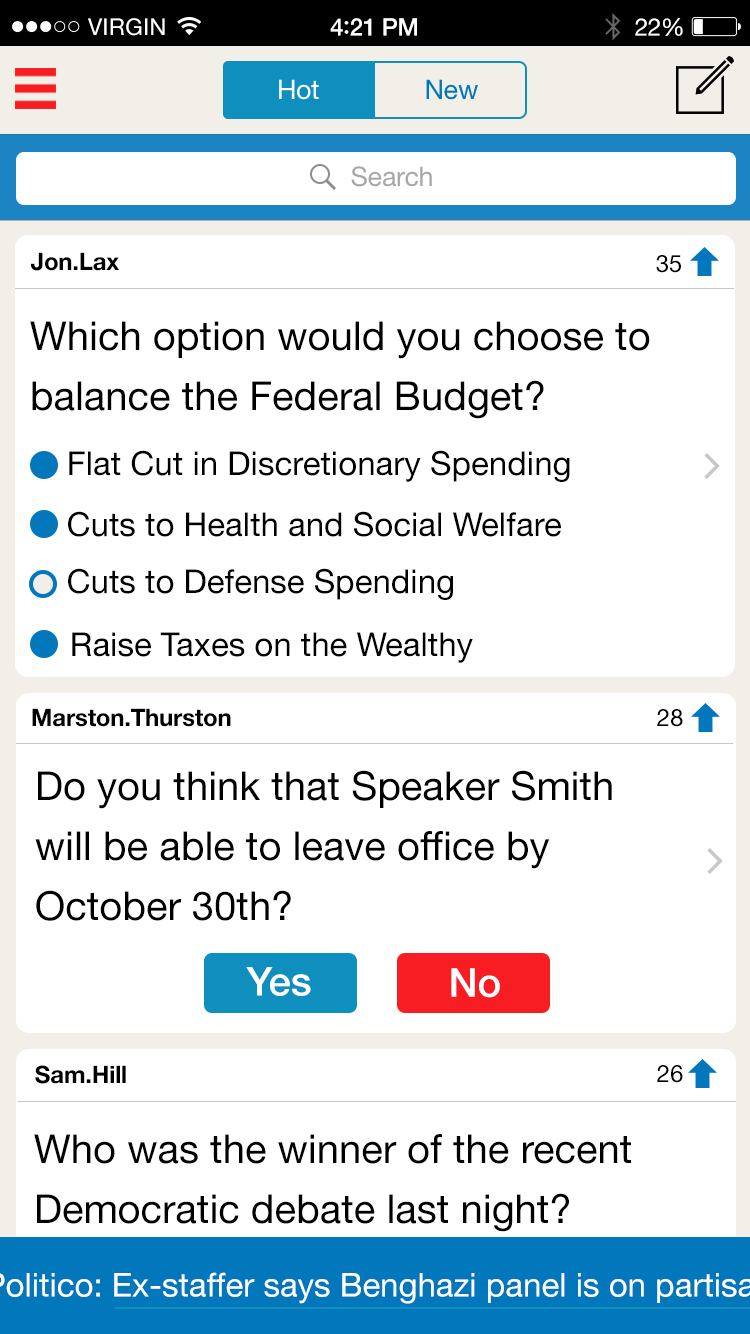 VIRGIN 4:21 PM 22%
Hot New
Search
Jon.Lax 35
Which option would you choose to
balance the Federal Budget?
Flat Cut in Discretionary Spending
Cuts to Health and Social Welfare
Cuts to Defense Spending
Raise Taxes on the Wealthy
Marston.Thurston 28
Do you think that Speaker Smith
will be able to leave office by
October 30th?
Yes No
Sam.Hill 26
Who was the winner of the recent
Democratic debate last night?
Politico: Ex-staffer says Benghazi panel is on partisa